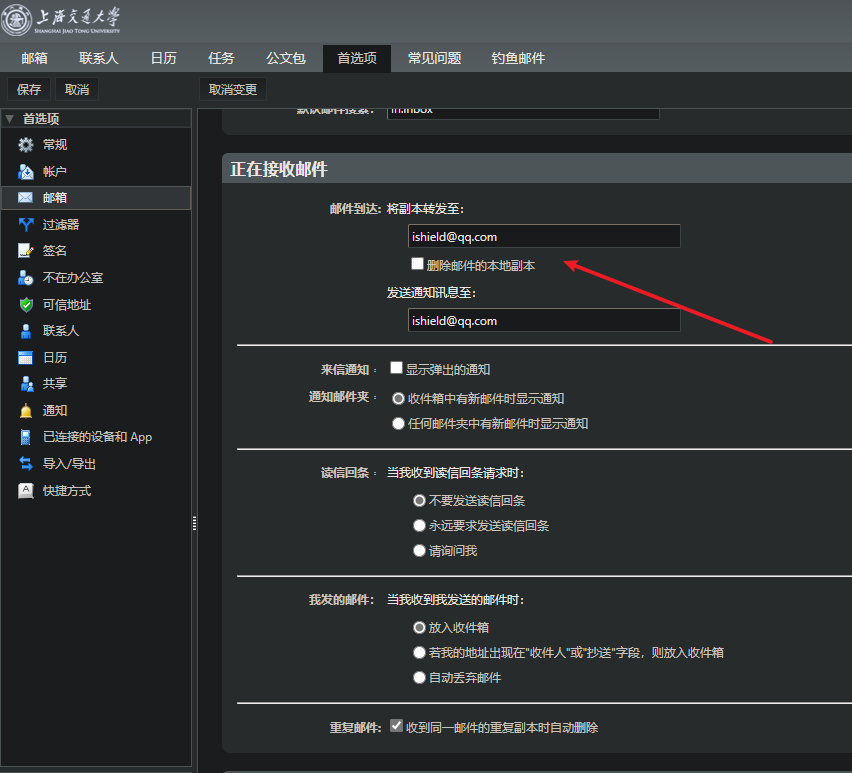 上海交通大学
SHANGHAI JIAO TONG UNIVERSITY
邮箱 联系人 日历 任务 公文包 首选项 常见问题 钓鱼邮件
保存 取消 取消变更
首选项
常规
帐户
邮箱
过滤器
签名
不在办公室
可信地址
联系人
日历
共享
通知
已连接的设备和 App
导入/导出
快捷方式
默认邮件搜索: in:inbox
正在接收邮件
邮件到达: 将副本转发至:
ishield@qq.com
删除邮件的本地副本
发送通知讯息至:
ishield@qq.com
来信通知: 显示弹出的通知
通知邮件夹: 收件箱中有新邮件时显示通知
任何邮件夹中有新邮件时显示通知
读信回条: 当我收到读信回条请求时:
不要发送读信回条
永远要求发送读信回条
请询问我
我发的邮件: 当我收到我发送的邮件时:
放入收件箱
若我的地址出现在"收件人"或"抄送"字段，则放入收件箱
自动丢弃邮件
重复邮件: 收到同一邮件的重复副本时自动删除